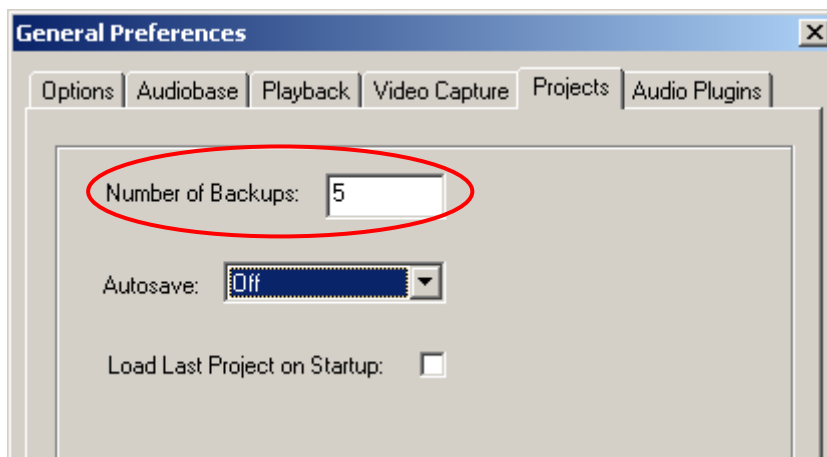 General Preferences
Options Audiobase Playback Video Capture Projects Audio Plugins
Number of Backups: 5
Autosave: Off
Load Last Project on Startup: